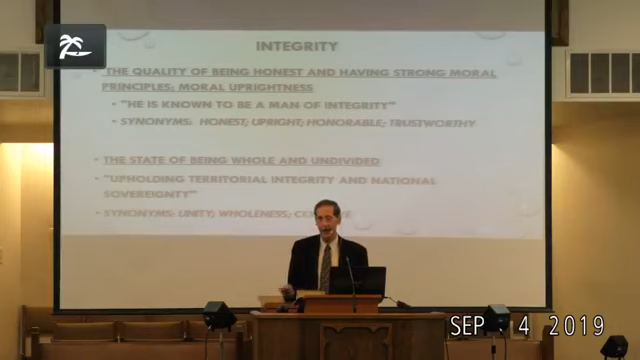 INTEGRITY
• THE QUALITY OF BEING HONEST AND HAVING STRONG MORAL
PRINCIPLES; MORAL UPRIGHTNESS
• "HE IS KNOWN TO BE A MAN OF INTEGRITY"
• SYNONYMS: HONEST; UPRIGHT; HONORABLE; TRUSTWORTHY
• THE STATE OF BEING WHOLE AND UNDIVIDED
• "UPHOLDING TERRITORIAL INTEGRITY AND NATIONAL
SOVEREIGNTY"
• SYNONYMS: UNITY; WHOLENESS;
SEP 4 2019